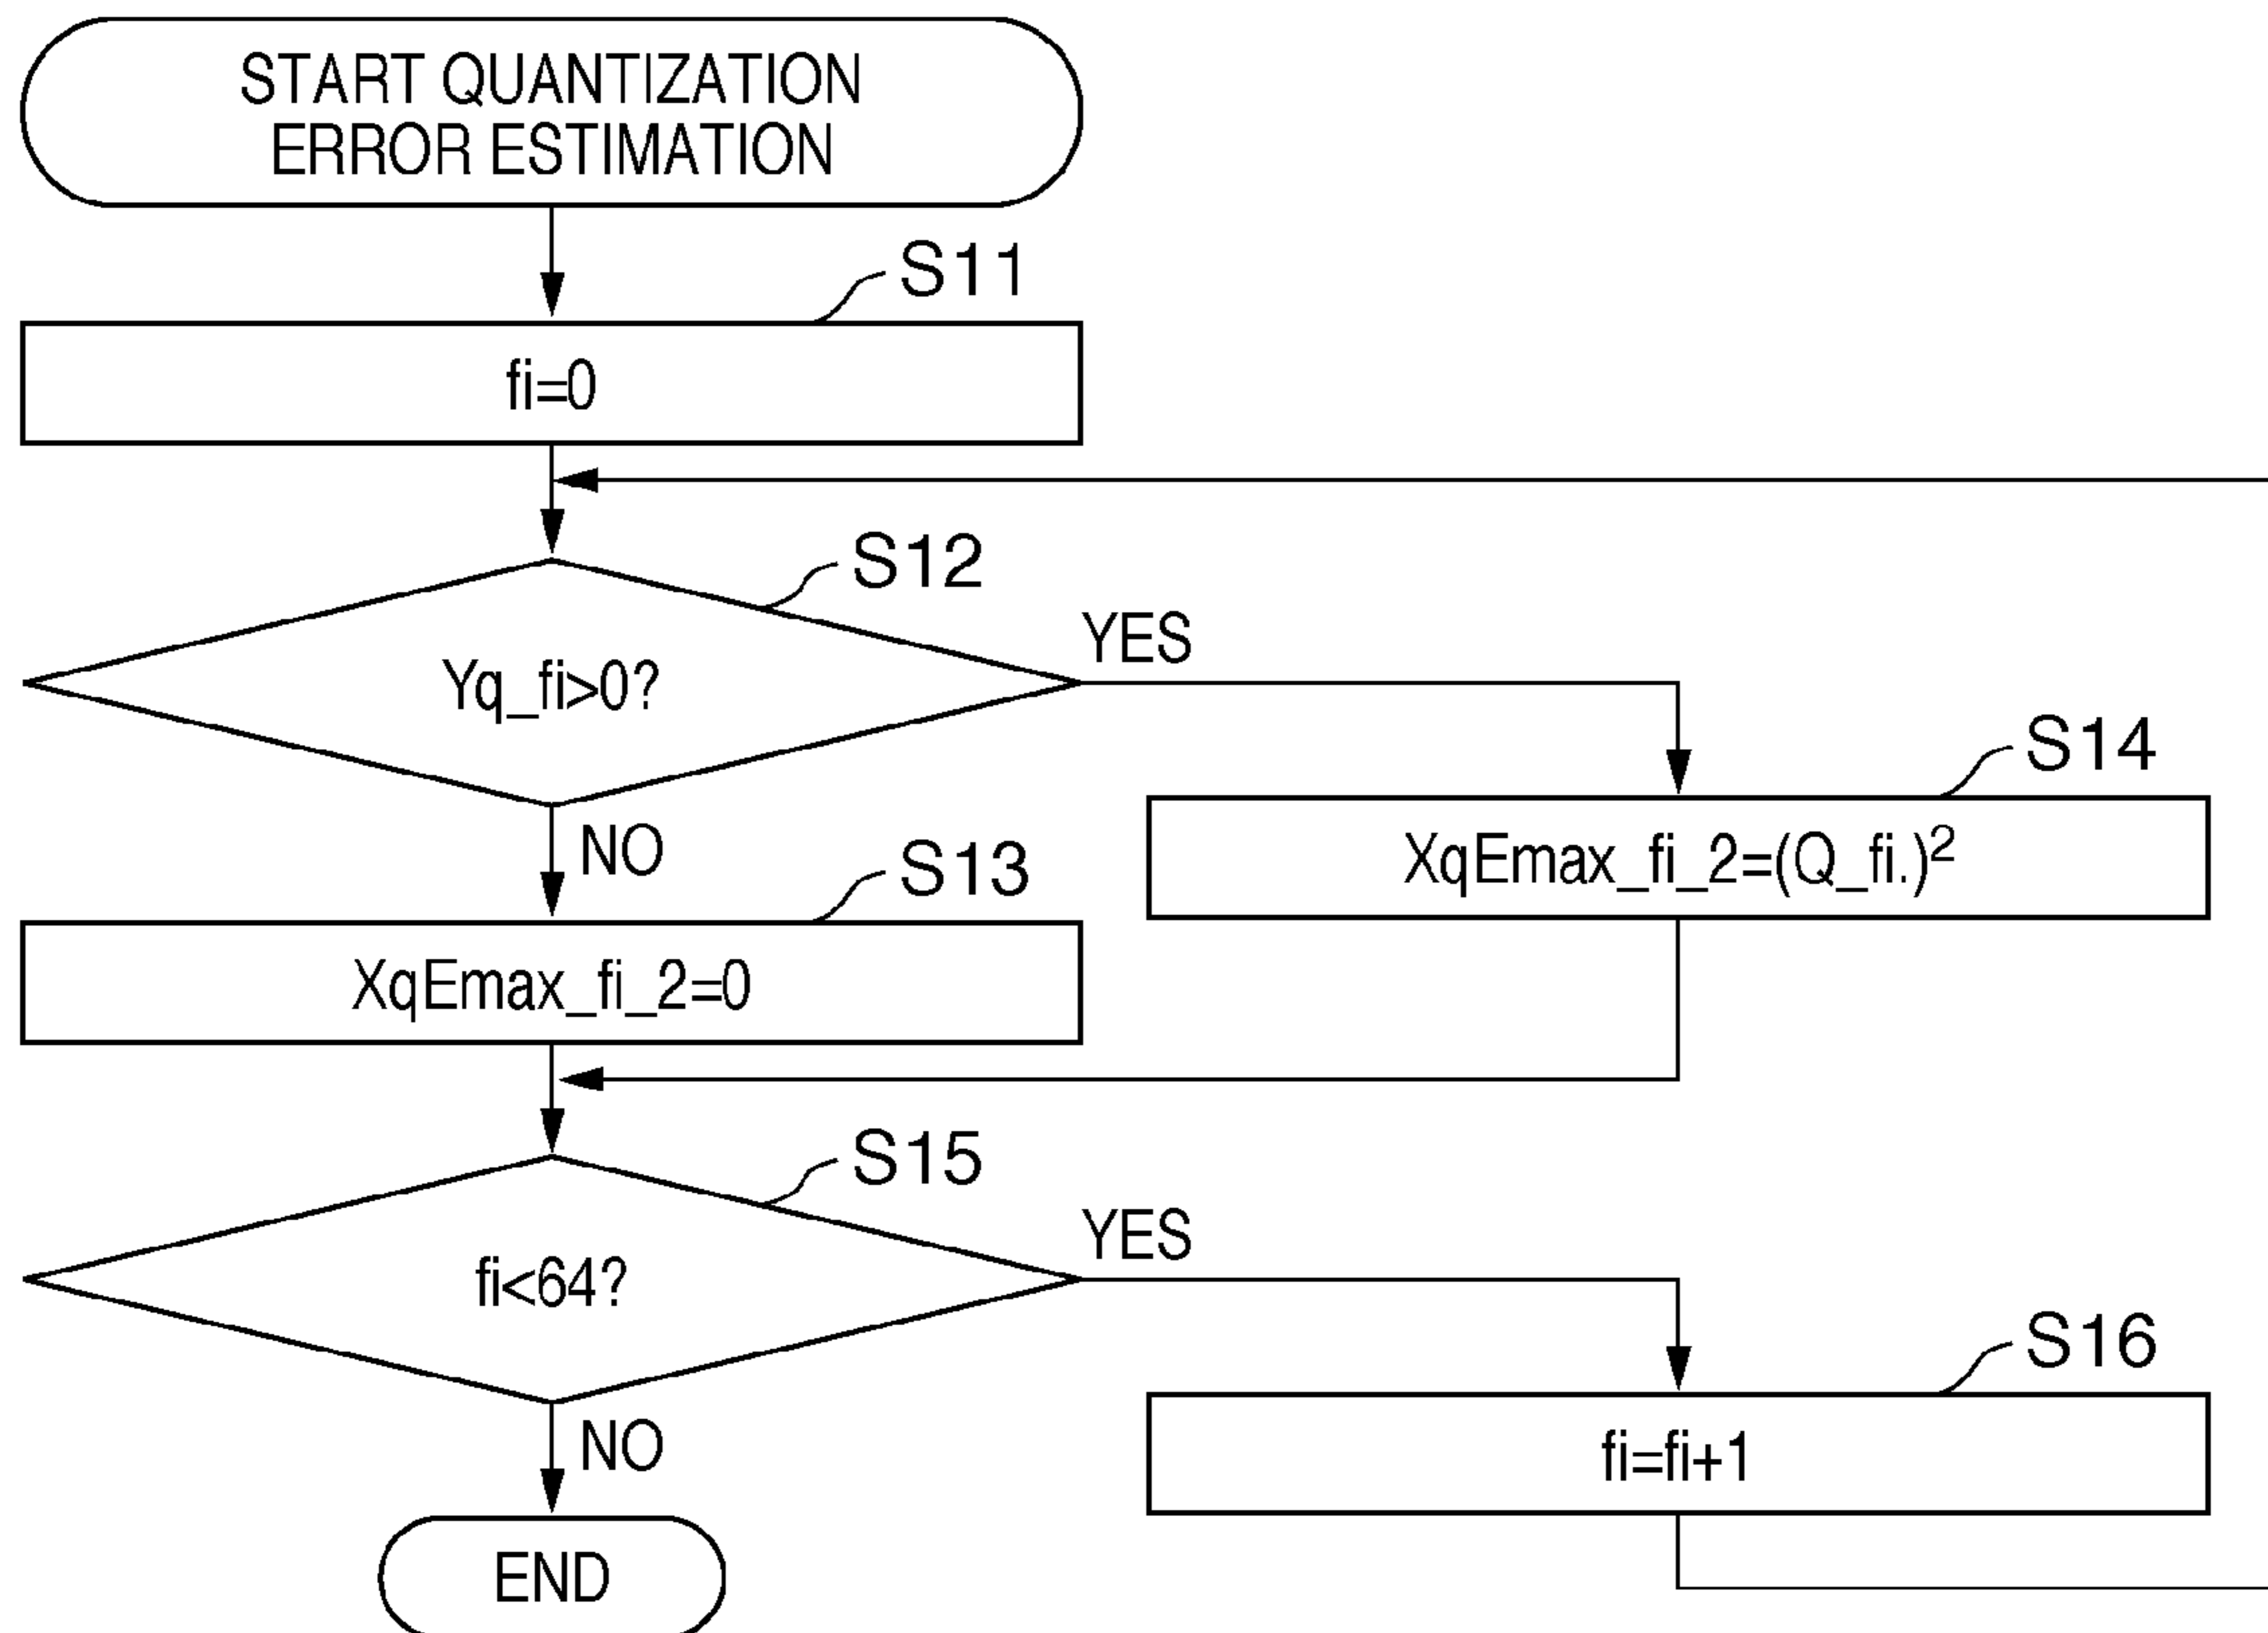 START QUANTIZATION
ERROR ESTIMATION
S11
fi=0
S12
Yq_fi>0?
YES
NO
S14
XqEmax_fi_2=(Q_fi.)²
S13
XqEmax_fi_2=0
S15
fi<64?
YES
NO
S16
fi=fi+1
END